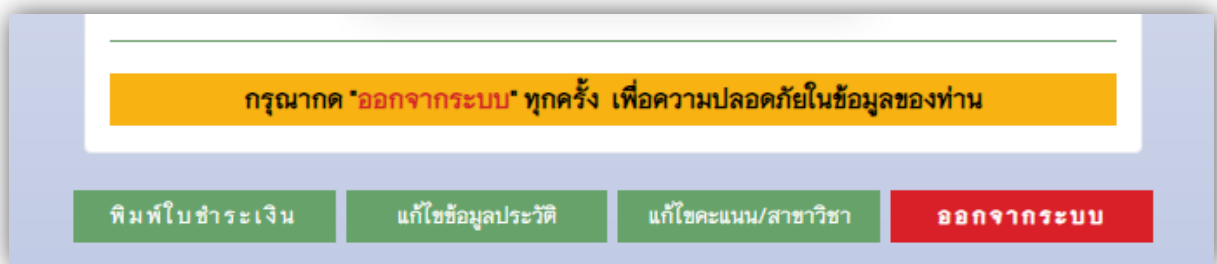 กรุณากด "ออกจากระบบ" ทุกครั้ง เพื่อความปลอดภัยในข้อมูลของท่าน
พิมพ์ใบชำระเงิน แก้ไขข้อมูลประวัติ แก้ไขคะแนน/สาขาวิชา ออกจากระบบ